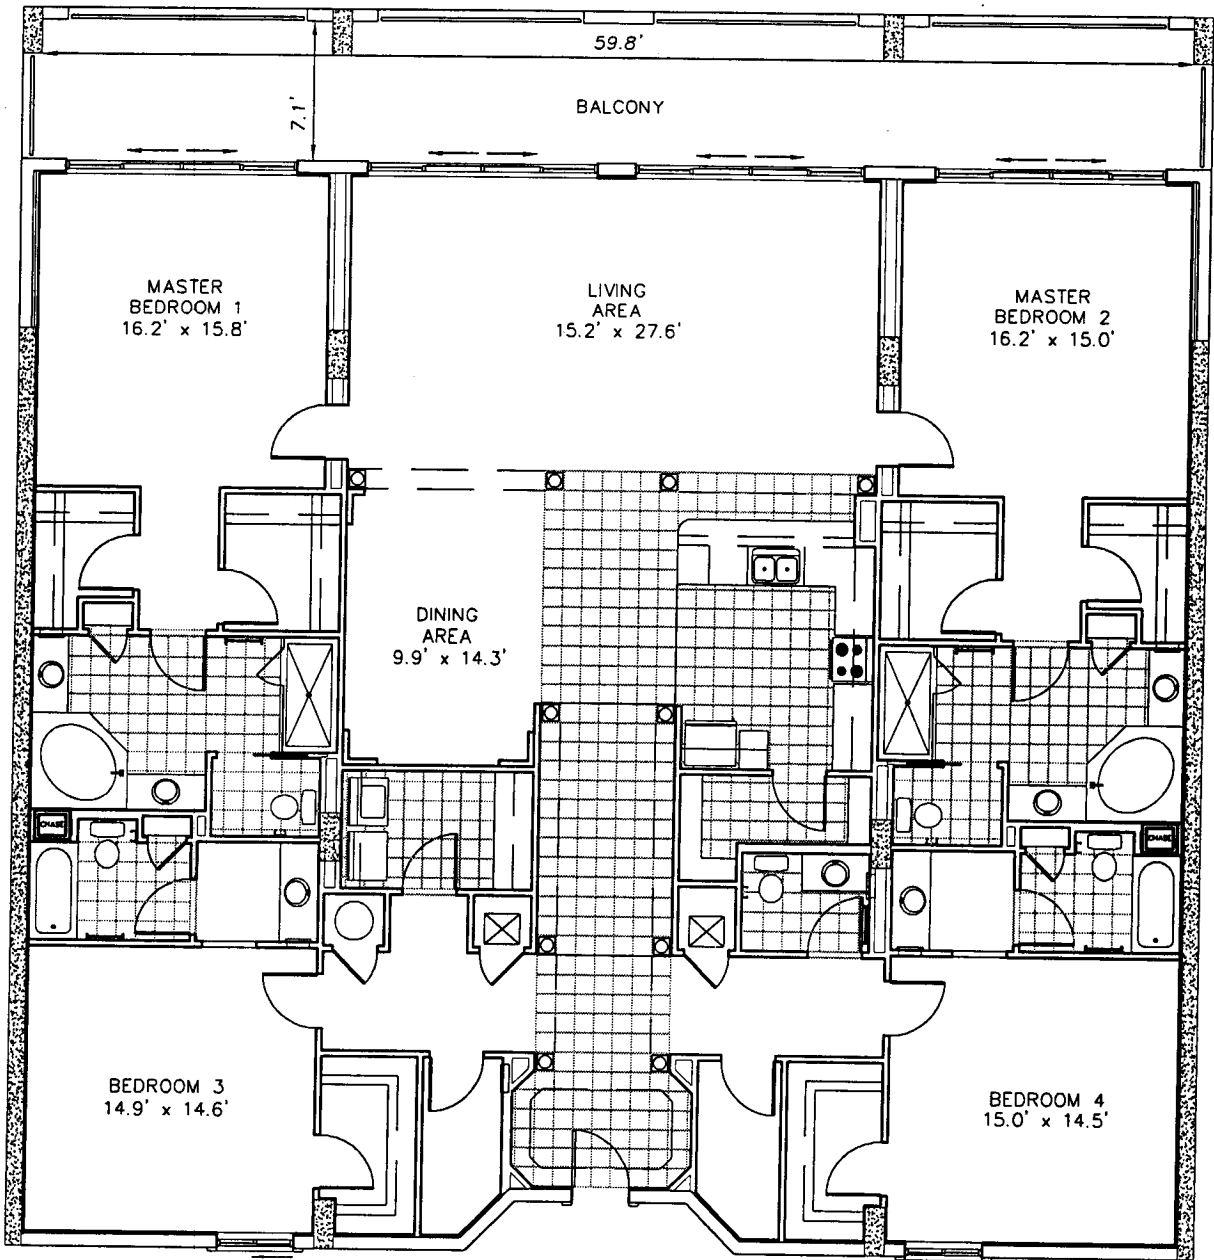 59.8'
7.1'
BALCONY
MASTER
BEDROOM 1
16.2' x 15.8'
LIVING
AREA
15.2' x 27.6'
MASTER
BEDROOM 2
16.2' x 15.0'
DINING
AREA
9.9' x 14.3'
CHASE
CHASE
BEDROOM 3
14.9' x 14.6'
BEDROOM 4
15.0' x 14.5'